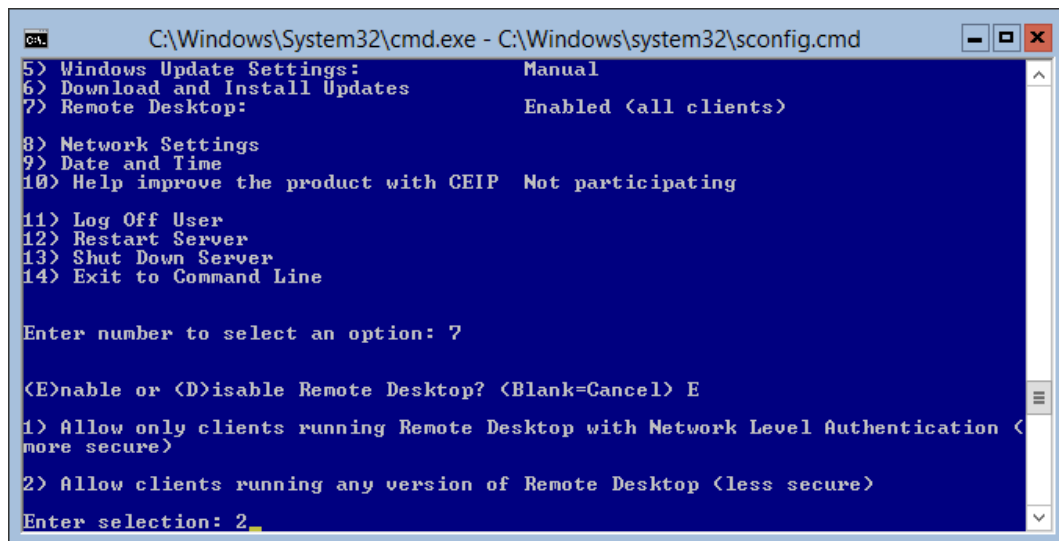 C:\Windows\System32\cmd.exe - C:\Windows\system32\sconfig.cmd
5) Windows Update Settings: Manual
6) Download and Install Updates
7) Remote Desktop: Enabled (all clients)
8) Network Settings
9) Date and Time
10) Help improve the product with CEIP Not participating
11) Log Off User
12) Restart Server
13) Shut Down Server
14) Exit to Command Line
Enter number to select an option: 7
(E)nable or (D)isable Remote Desktop? (Blank=Cancel) E
1) Allow only clients running Remote Desktop with Network Level Authentication (
more secure)
2) Allow clients running any version of Remote Desktop (less secure)
Enter selection: 2_